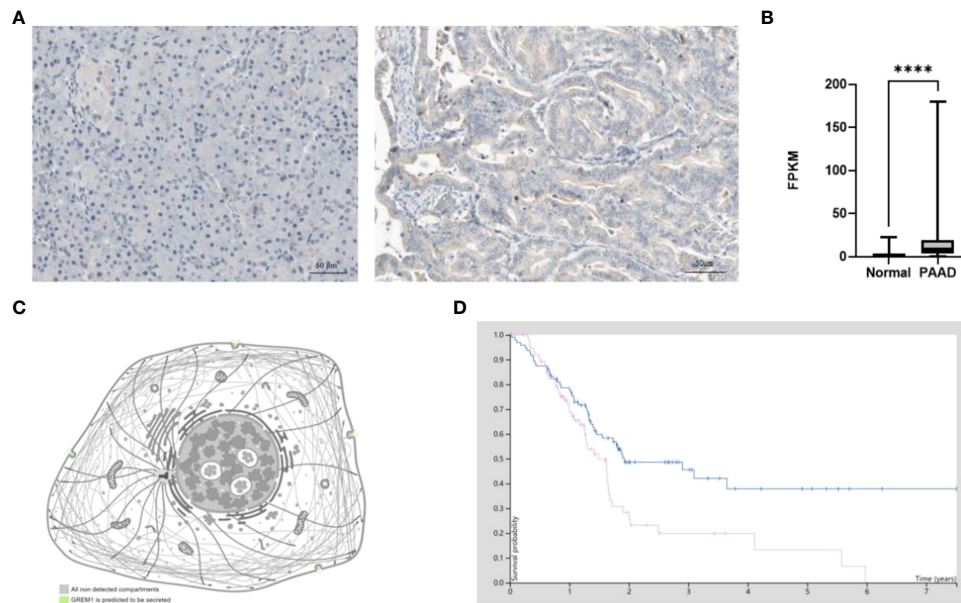 A
50 μm
50μm
B
****
FPKM
200
150
100
50
0
Normal PAAD
C
All non detected compartments
GREM1 is predicted to be secreted
D
1.0
0.9
0.8
0.7
0.6
0.5
0.4
0.3
0.2
0.1
0.0
Survival probability
Time (years)
0 1 2 3 4 5 6 7